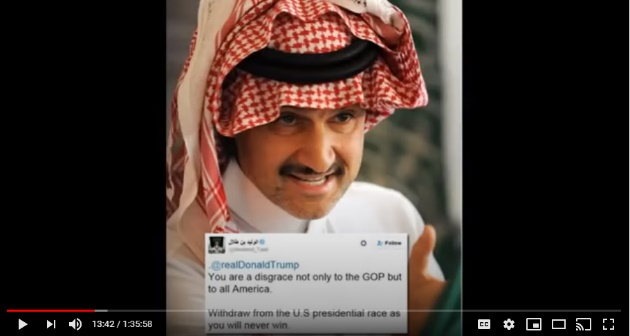 الوليد بن طلال
Follow
.@realDonaldTrump
You are a disgrace not only to the GOP but
to all America.
Withdraw from the U.S presidential race as
you will never win.
13:42 / 1:35:58
CC